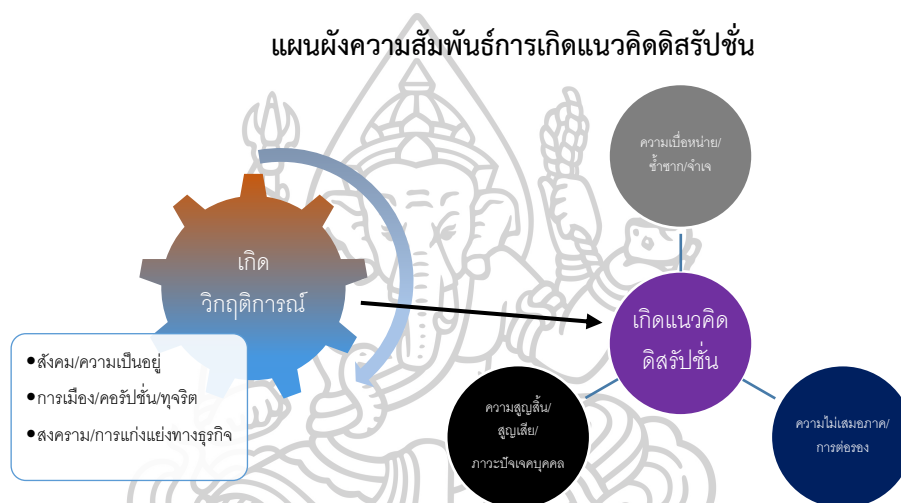 แผนผังความสัมพันธ์การเกิดแนวคิดดิสรัปชั่น
ความเบื่อหน่าย/
ซ้ำซาก/จำเจ
เกิด
วิกฤติการณ์
เกิดแนวคิด
ดิสรัปชั่น
•สังคม/ความเป็นอยู่
•การเมือง/คอรัปชั่น/ทุจริต
•สงคราม/การแก่งแย่งทางธุรกิจ
ความสูญสิ้น/
สูญเสีย/
ภาวะปัจเจคบุคคล
ความไม่เสมอภาค/
การต่อรอง